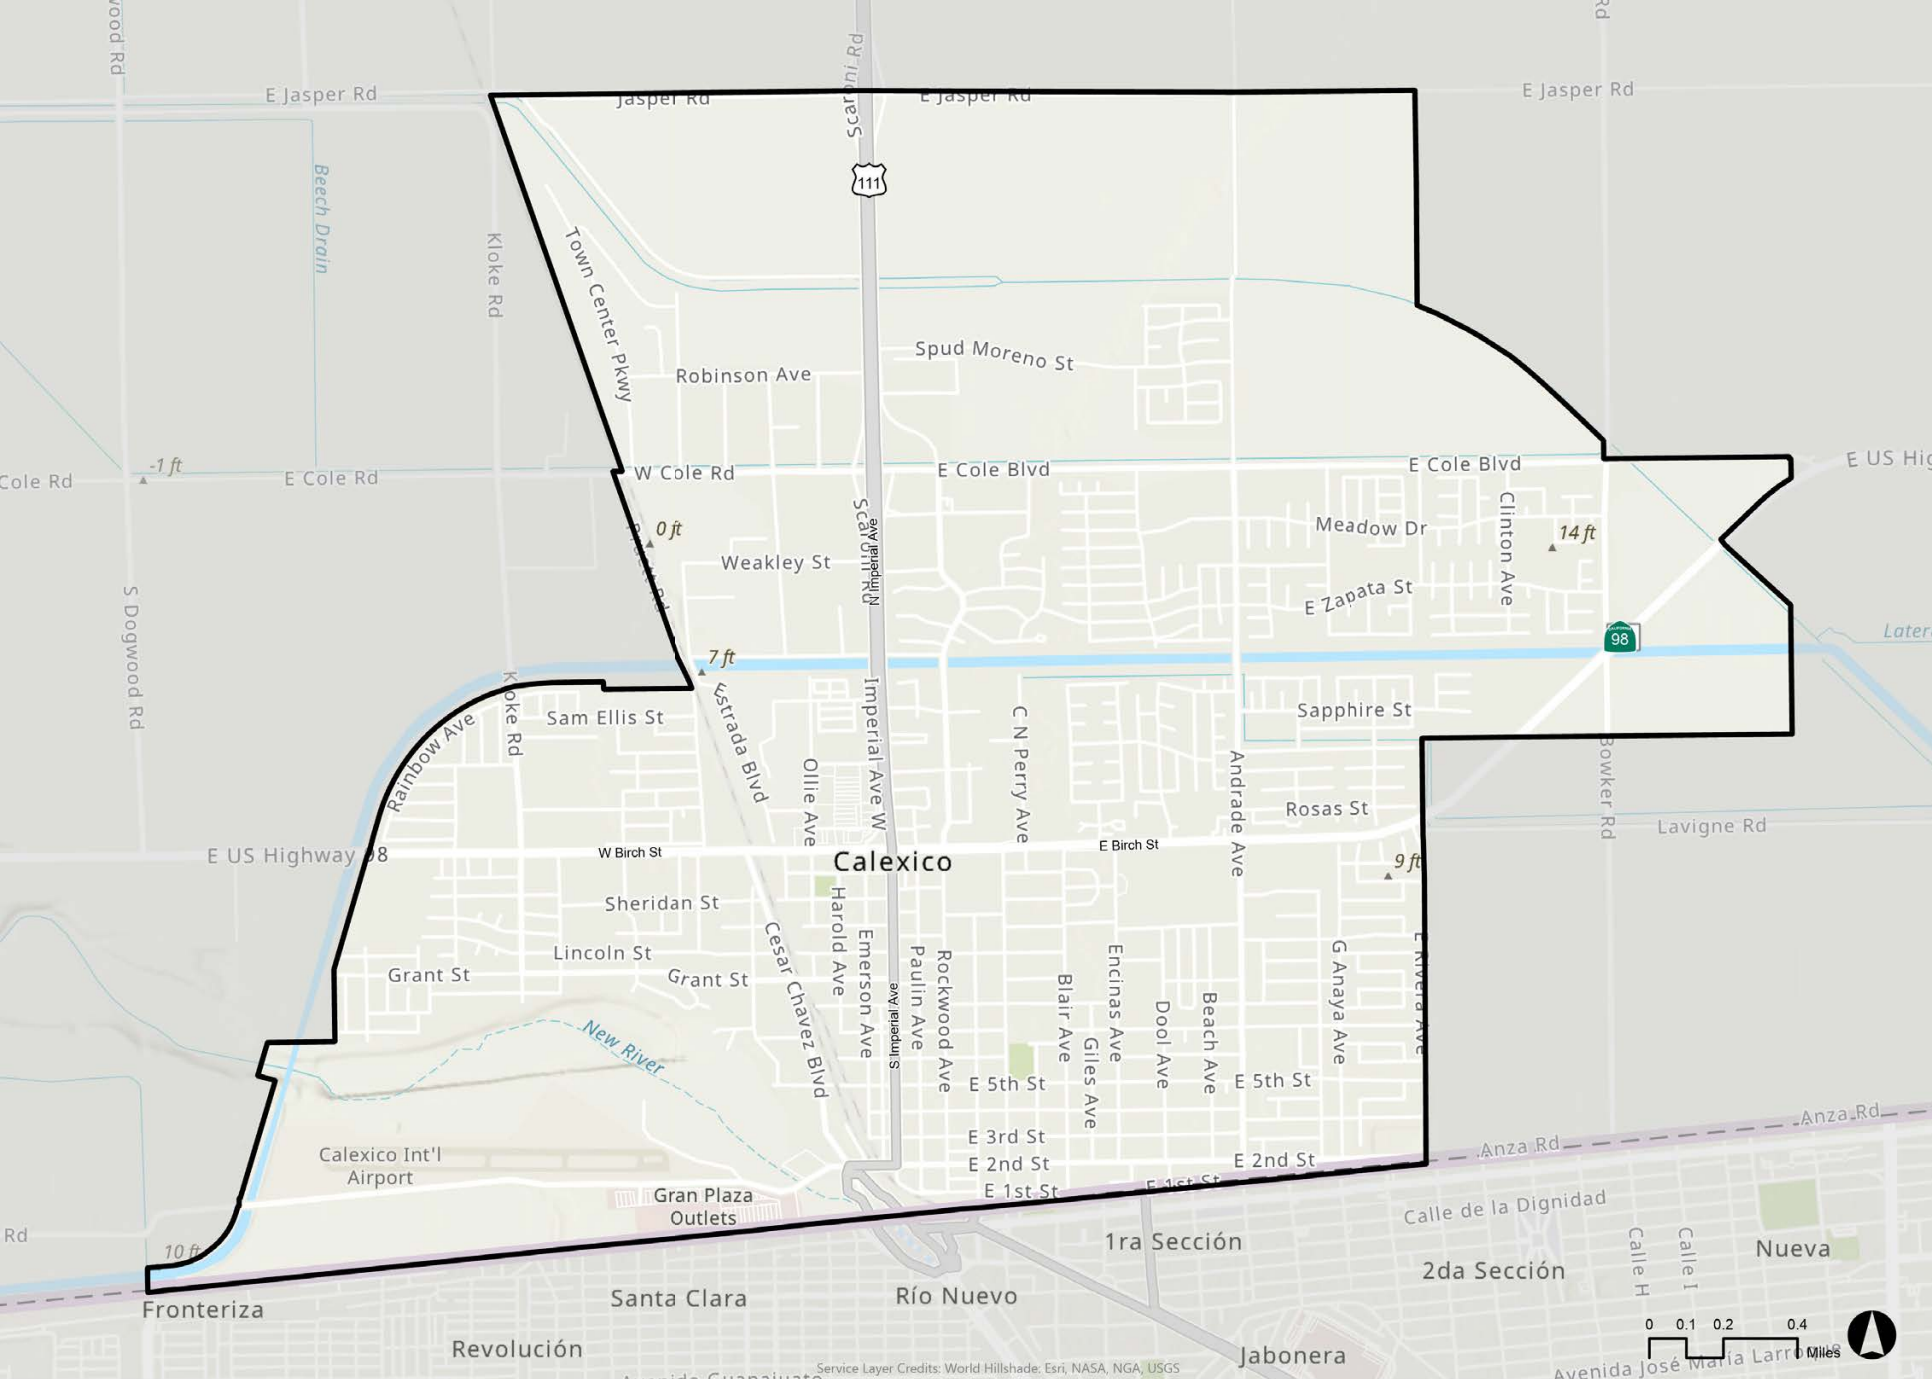 Rd
Scaroni Rd
E Jasper Rd
Jasper Rd
E Jasper Rd
E Jasper Rd
111
Beech Drain
Kloke Rd
Town Center Pkwy
Spud Moreno St
Robinson Ave
-1 ft
Cole Rd
E Cole Rd
W Cole Rd
E Cole Blvd
E Cole Blvd
E US Hig
0 ft
Scaroni Rd
N Imperial Ave
Meadow Dr
Clinton Ave
14 ft
Weakley St
E Zapata St
S Dogwood Rd
98
Later
7 ft
Kloke Rd
Rainbow Ave
Sam Ellis St
Estrada Blvd
Imperial Ave W
C N Perry Ave
Sapphire St
Andrade Ave
Bowker Rd
Ollie Ave
Rosas St
Lavigne Rd
E US Highway 98
W Birch St
E Birch St
Calexico
9 ft
Sheridan St
Harold Ave
Cesar Chavez Blvd
Emerson Ave
Paulin Ave
Rockwood Ave
Lincoln St
Grant St
Grant St
S Imperial Ave
Blair Ave
Encinas Ave
Giles Ave
Dool Ave
Beach Ave
G Anaya Ave
E Rivera Ave
New River
E 5th St
E 5th St
E 3rd St
E 2nd St
E 2nd St
E 1st St
E 1st St
Anza Rd
Anza Rd
Calexico Int'l
Airport
Gran Plaza
Outlets
Rd
10 ft
Calle de la Dignidad
1ra Sección
2da Sección
Calle H
Calle I
Nueva
Fronteriza
Santa Clara
Río Nuevo
Revolución
Jabonera
0 0.1 0.2 0.4
Miles
Service Layer Credits: World Hillshade: Esri, NASA, NGA, USGS